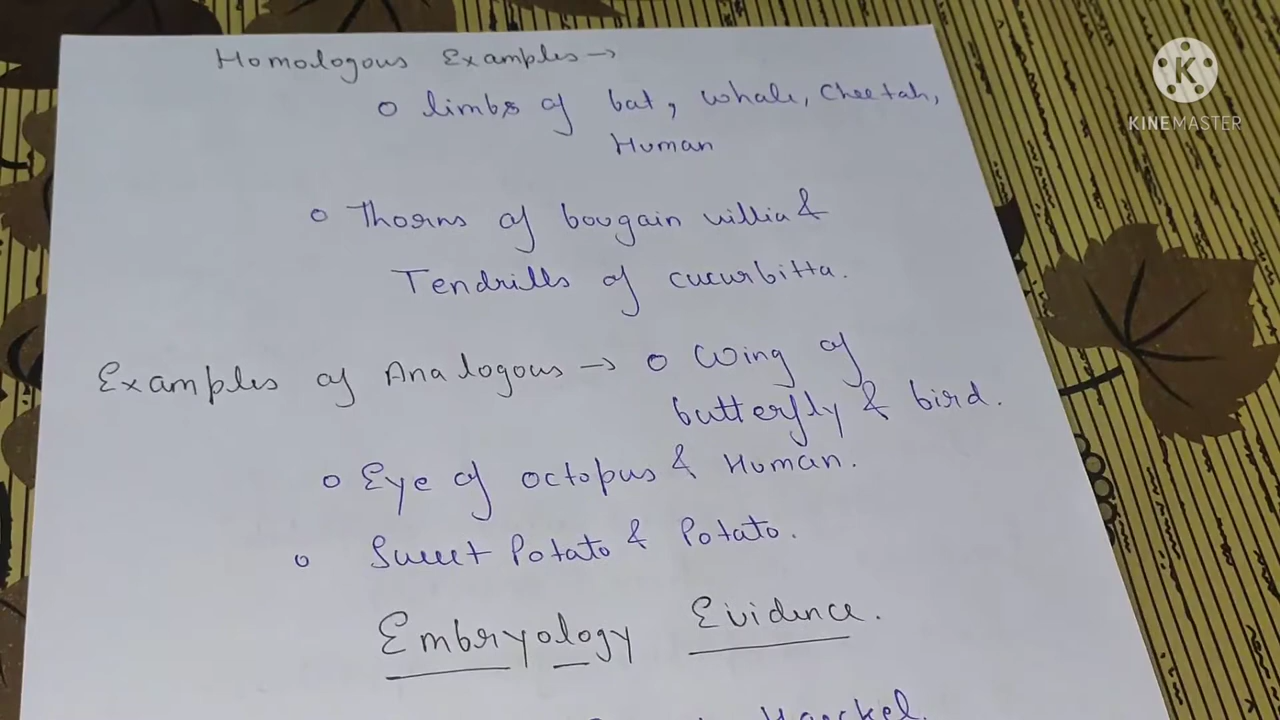 Homologous Examples →
o limbs of bat, whale, Cheetah,
Human
o Thorns of bougain villia &
Tendrills of cucurbitta.
Examples of Analogous → o Wing of
butterfly & bird.
o Eye of octopus & Human.
o Sweet Potato & Potato.
Embryology Evidence.
Haeckel.
K
KINEMASTER